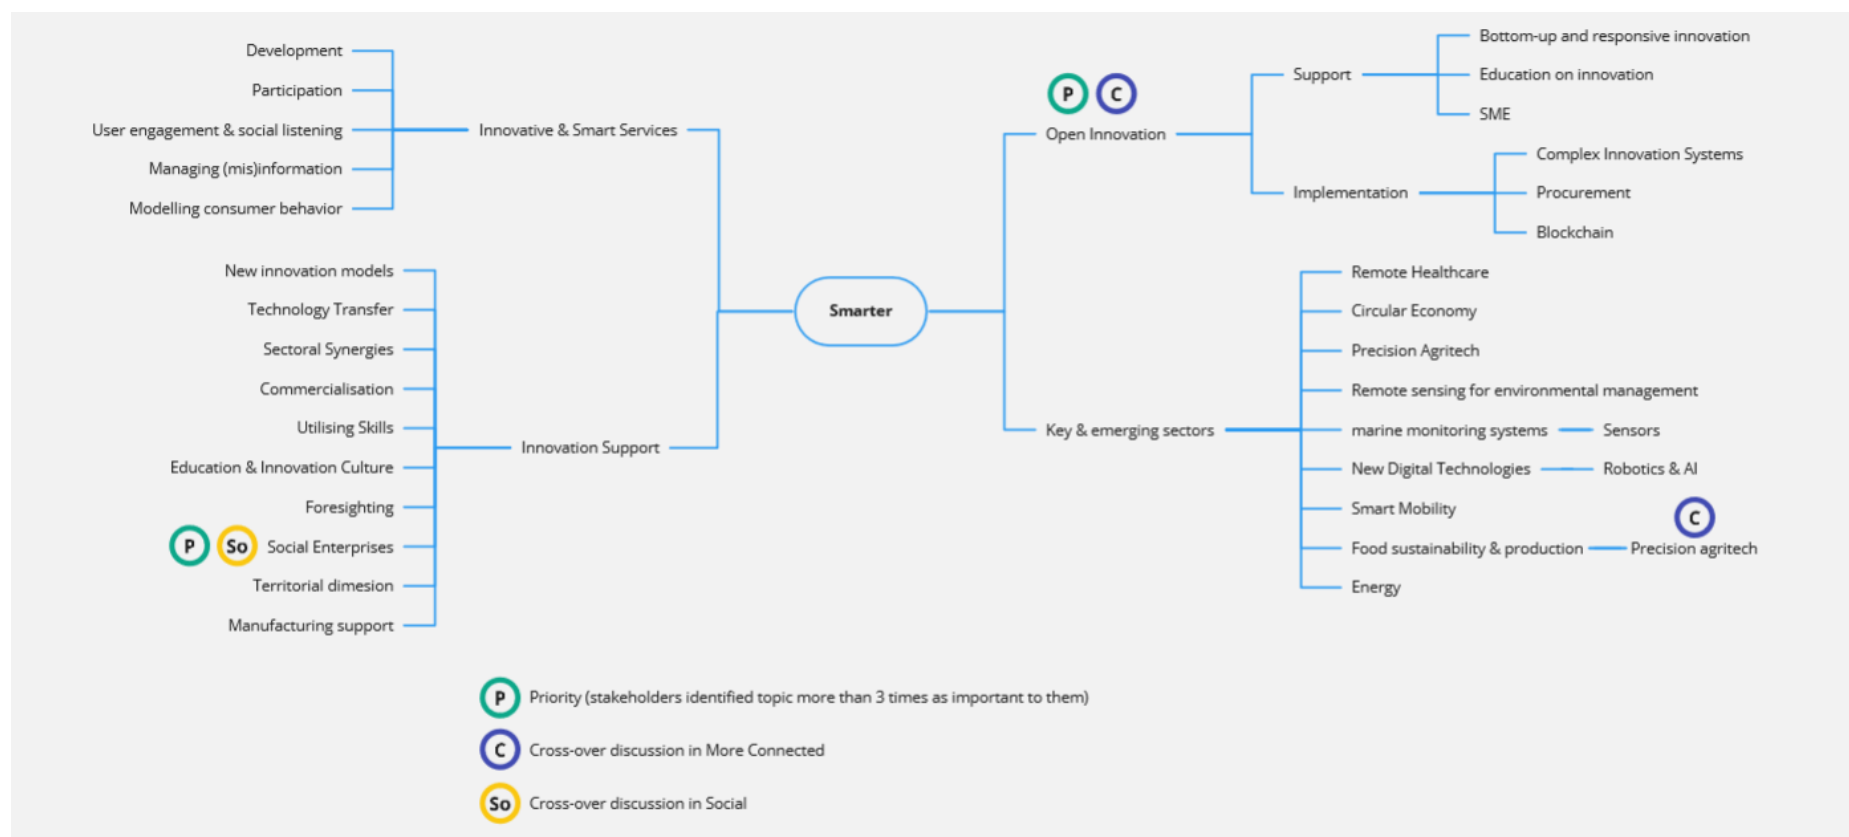 Development
Participation
User engagement & social listening
Managing (mis)information
Modelling consumer behavior
Innovative & Smart Services
New innovation models
Technology Transfer
Sectoral Synergies
Commercialisation
Utilising Skills
Education & Innovation Culture
Foresighting
P So Social Enterprises
Territorial dimesion
Manufacturing support
Innovation Support
Smarter
P C
Open Innovation
Support
Bottom-up and responsive innovation
Education on innovation
SME
Implementation
Complex Innovation Systems
Procurement
Blockchain
Key & emerging sectors
Remote Healthcare
Circular Economy
Precision Agritech
Remote sensing for environmental management
marine monitoring systems
Sensors
New Digital Technologies
Robotics & AI
Smart Mobility
C
Food sustainability & production
Precision agritech
Energy
P Priority (stakeholders identified topic more than 3 times as important to them)
C Cross-over discussion in More Connected
So Cross-over discussion in Social